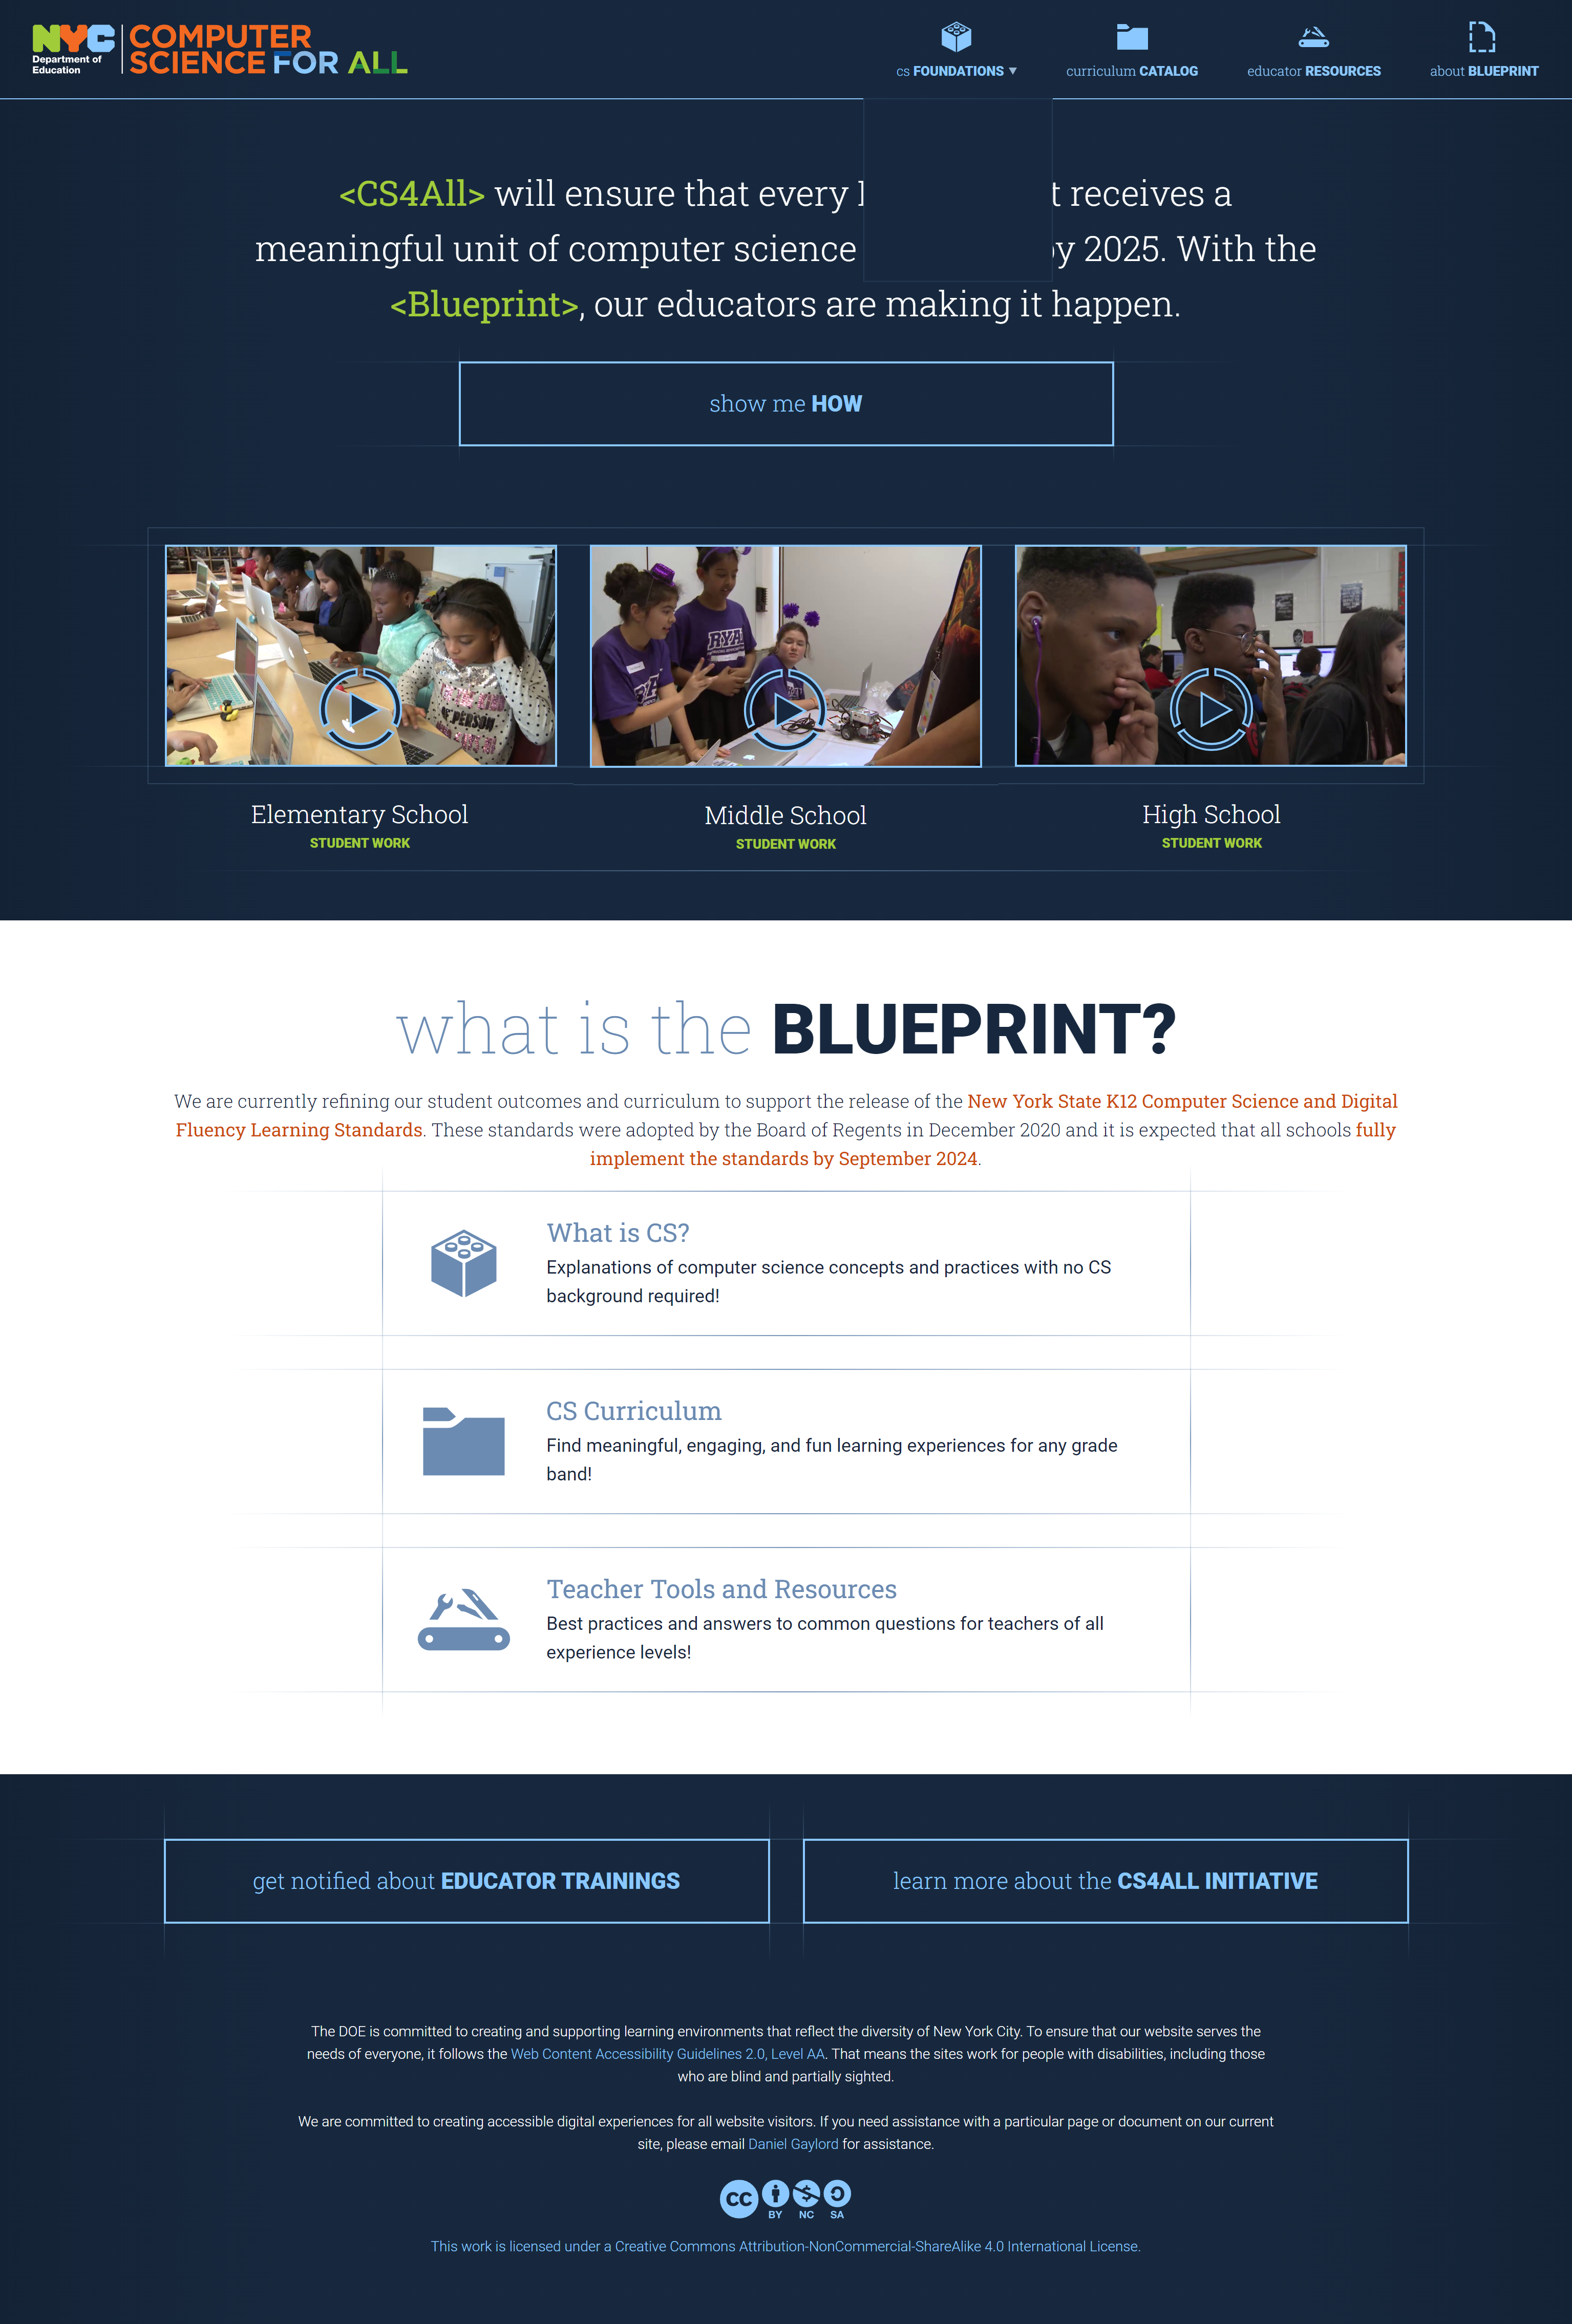 NYC
Department of
Education
COMPUTER
SCIENCE FOR ALL
cs FOUNDATIONS ▼
curriculum CATALOG
educator RESOURCES
about BLUEPRINT
<CS4All> will ensure that every t receives a
meaningful unit of computer science y 2025. With the
<Blueprint>, our educators are making it happen.
show me HOW
Elementary School
STUDENT WORK
Middle School
STUDENT WORK
High School
STUDENT WORK
what is the BLUEPRINT?
We are currently refining our student outcomes and curriculum to support the release of the New York State K12 Computer Science and Digital
Fluency Learning Standards. These standards were adopted by the Board of Regents in December 2020 and it is expected that all schools fully
implement the standards by September 2024.
What is CS?
Explanations of computer science concepts and practices with no CS
background required!
CS Curriculum
Find meaningful, engaging, and fun learning experiences for any grade
band!
Teacher Tools and Resources
Best practices and answers to common questions for teachers of all
experience levels!
get notified about EDUCATOR TRAININGS
learn more about the CS4ALL INITIATIVE
The DOE is committed to creating and supporting learning environments that reflect the diversity of New York City. To ensure that our website serves the
needs of everyone, it follows the Web Content Accessibility Guidelines 2.0, Level AA. That means the sites work for people with disabilities, including those
who are blind and partially sighted.
We are committed to creating accessible digital experiences for all website visitors. If you need assistance with a particular page or document on our current
site, please email Daniel Gaylord for assistance.
CC BY NC SA
This work is licensed under a Creative Commons Attribution-NonCommercial-ShareAlike 4.0 International License.